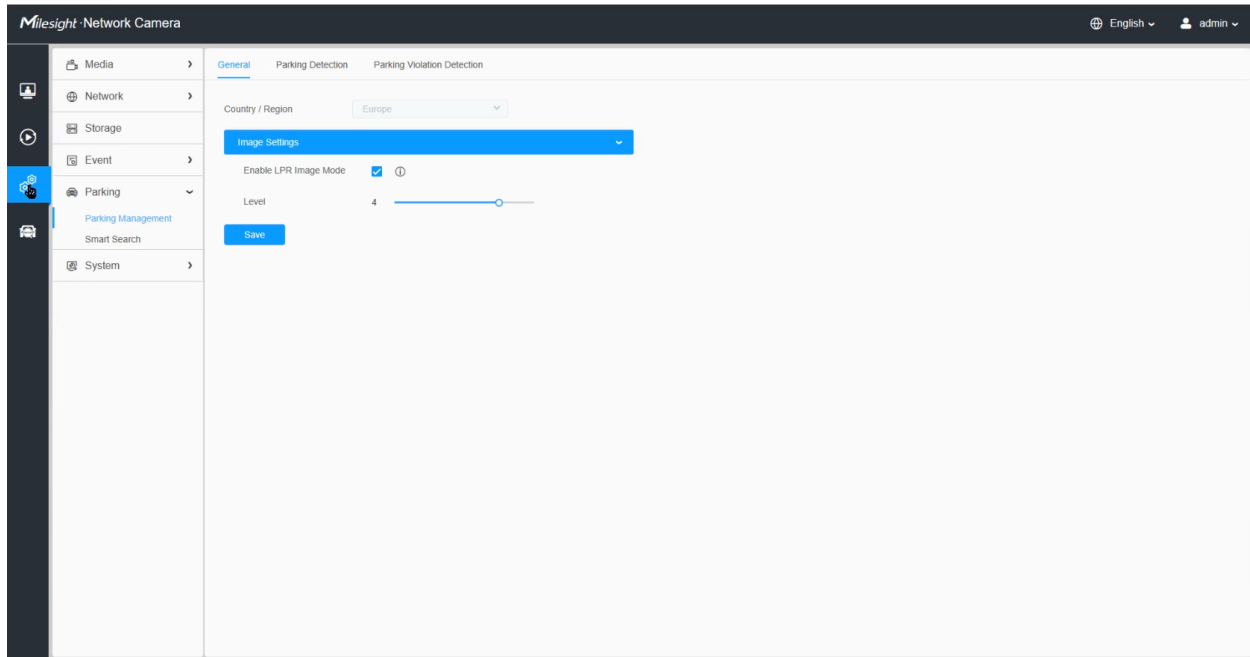 Milesight · Network Camera
English
admin
Media
Network
Storage
Event
Parking
Parking Management
Smart Search
System
General Parking Detection Parking Violation Detection
Country / Region Europe
Image Settings
Enable LPR Image Mode
Level 4
Save